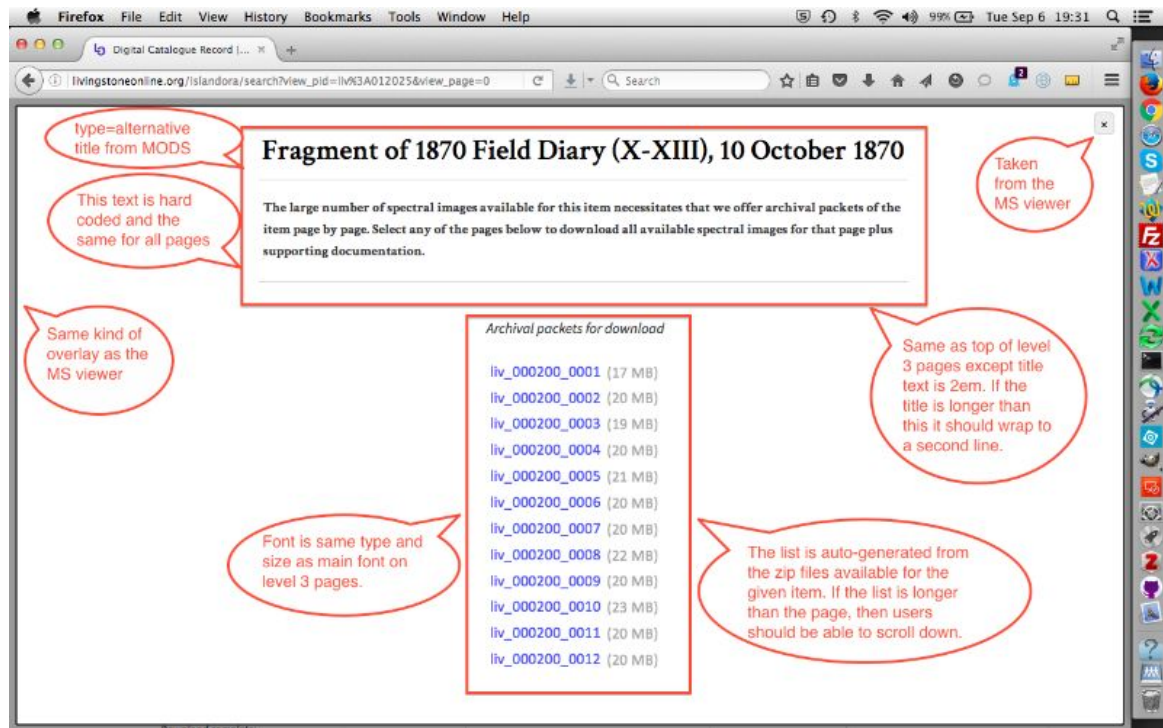 Firefox File Edit View History Bookmarks Tools Window Help 99% Tue Sep 6 19:31
Digital Catalogue Record |... × +
livingstoneonline.org/islandora/search?view_pid=liv%3A012025&view_page=0 Search 2
type=alternative
title from MODS
Fragment of 1870 Field Diary (X-XIII), 10 October 1870
×
Taken
from the
MS viewer
This text is hard
coded and the
same for all pages
The large number of spectral images available for this item necessitates that we offer archival packets of the
item page by page. Select any of the pages below to download all available spectral images for that page plus
supporting documentation.
Same kind of
overlay as the
MS viewer
Archival packets for download
Same as top of level
3 pages except title
text is 2em. If the
title is longer than
this it should wrap to
a second line.
liv_000200_0001 (17 MB)
liv_000200_0002 (20 MB)
liv_000200_0003 (19 MB)
liv_000200_0004 (20 MB)
liv_000200_0005 (21 MB)
liv_000200_0006 (20 MB)
liv_000200_0007 (20 MB)
liv_000200_0008 (22 MB)
liv_000200_0009 (20 MB)
liv_000200_0010 (23 MB)
liv_000200_0011 (20 MB)
liv_000200_0012 (20 MB)
Font is same type and
size as main font on
level 3 pages.
The list is auto-generated from
the zip files available for the
given item. If the list is longer
than the page, then users
should be able to scroll down.